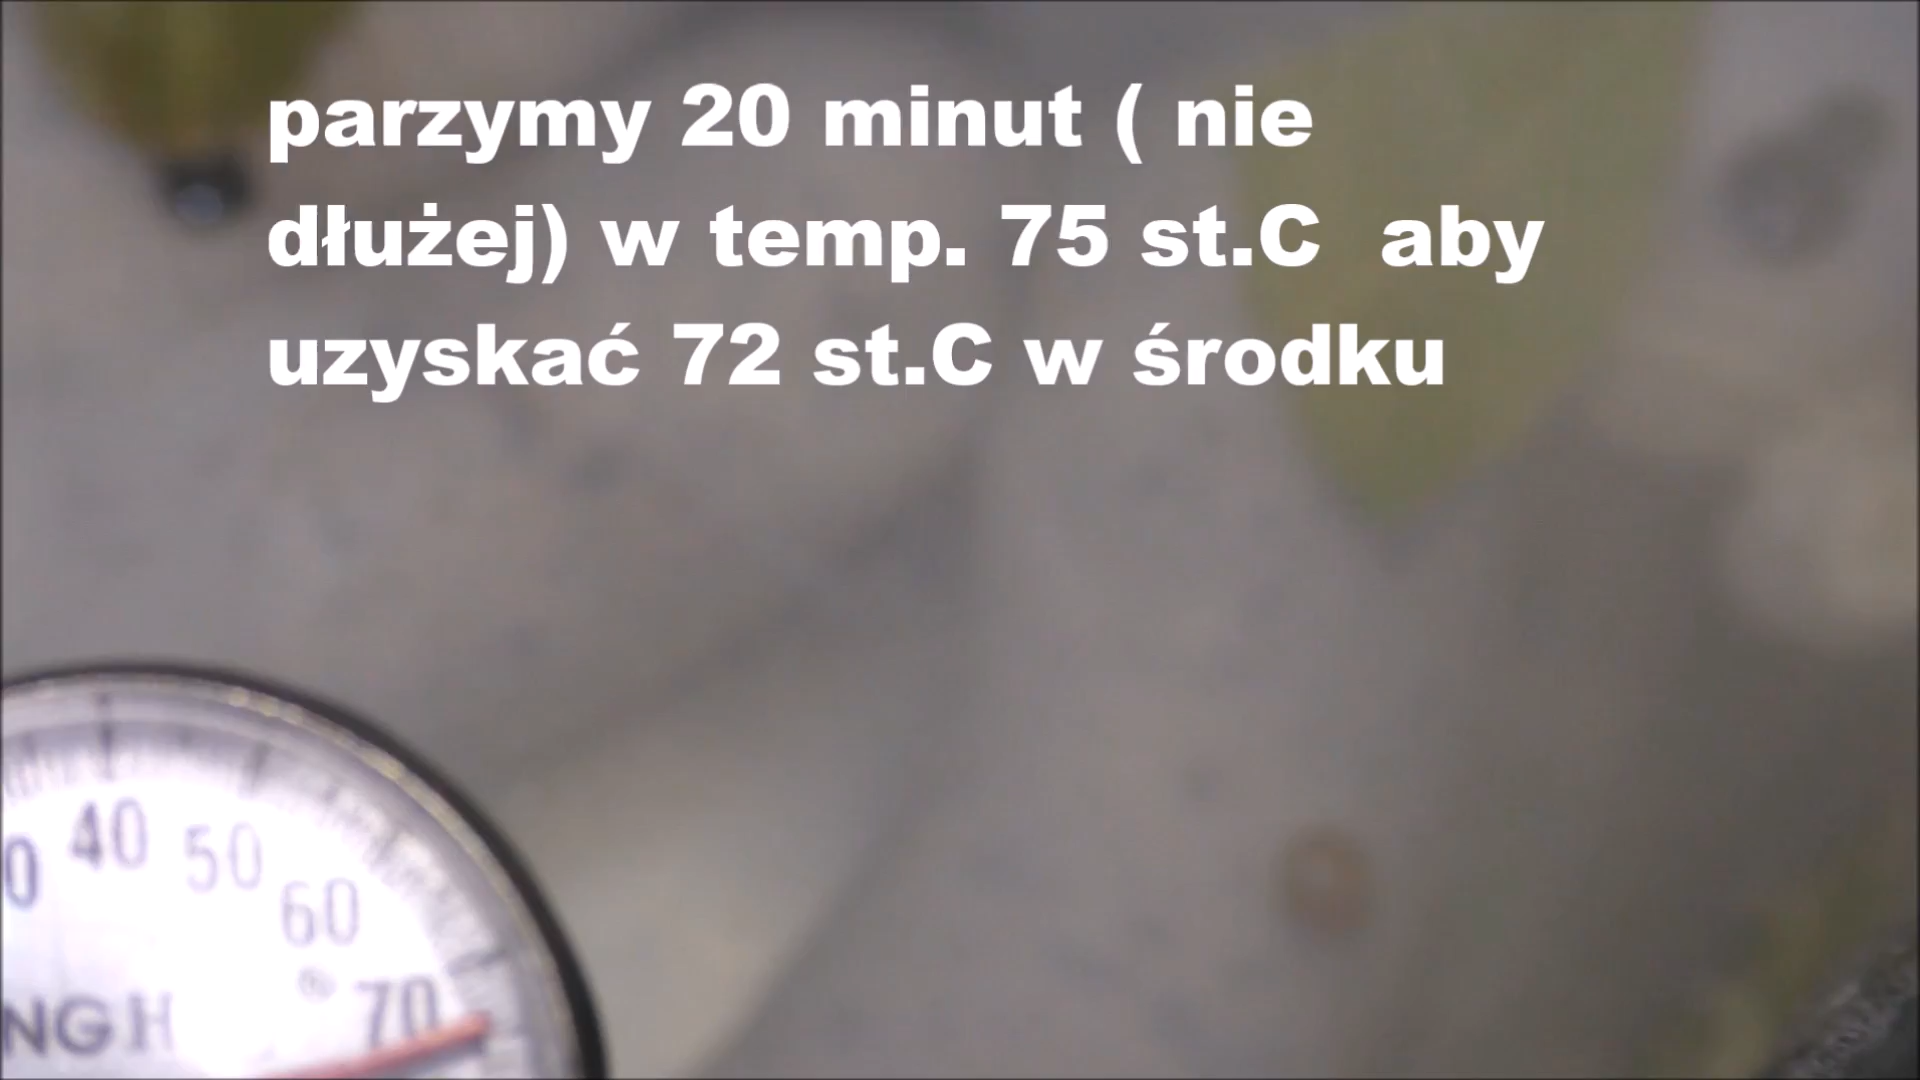 parzymy 20 minut ( nie
dłużej) w temp. 75 st.C  aby
uzyskać 72 st.C w środku
40 50
60
70